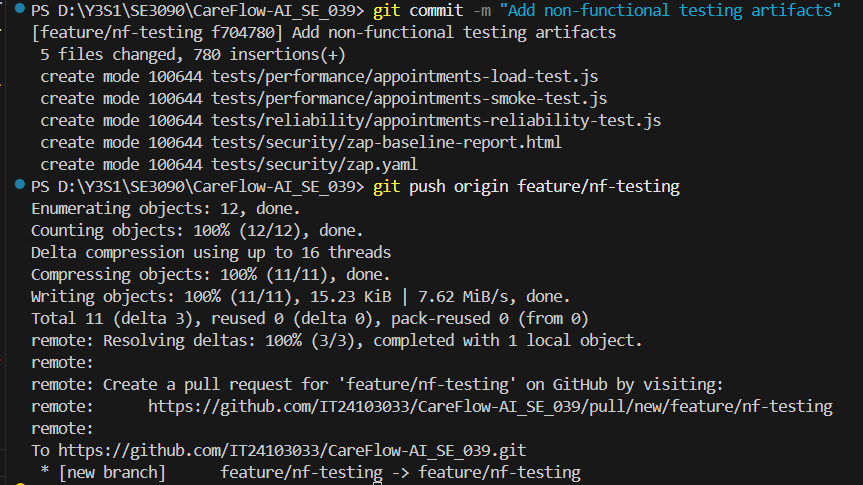 PS D:\Y3S1\SE3090\CareFlow-AI_SE_039> git commit -m "Add non-functional testing artifacts"
[feature/nf-testing f704780] Add non-functional testing artifacts
 5 files changed, 780 insertions(+)
 create mode 100644 tests/performance/appointments-load-test.js
 create mode 100644 tests/performance/appointments-smoke-test.js
 create mode 100644 tests/reliability/appointments-reliability-test.js
 create mode 100644 tests/security/zap-baseline-report.html
 create mode 100644 tests/security/zap.yaml
PS D:\Y3S1\SE3090\CareFlow-AI_SE_039> git push origin feature/nf-testing
Enumerating objects: 12, done.
Counting objects: 100% (12/12), done.
Delta compression using up to 16 threads
Compressing objects: 100% (11/11), done.
Writing objects: 100% (11/11), 15.23 KiB | 7.62 MiB/s, done.
Total 11 (delta 3), reused 0 (delta 0), pack-reused 0 (from 0)
remote: Resolving deltas: 100% (3/3), completed with 1 local object.
remote:
remote: Create a pull request for 'feature/nf-testing' on GitHub by visiting:
remote:      https://github.com/IT24103033/CareFlow-AI_SE_039/pull/new/feature/nf-testing
remote:
To https://github.com/IT24103033/CareFlow-AI_SE_039.git
 * [new branch]      feature/nf-testing -> feature/nf-testing